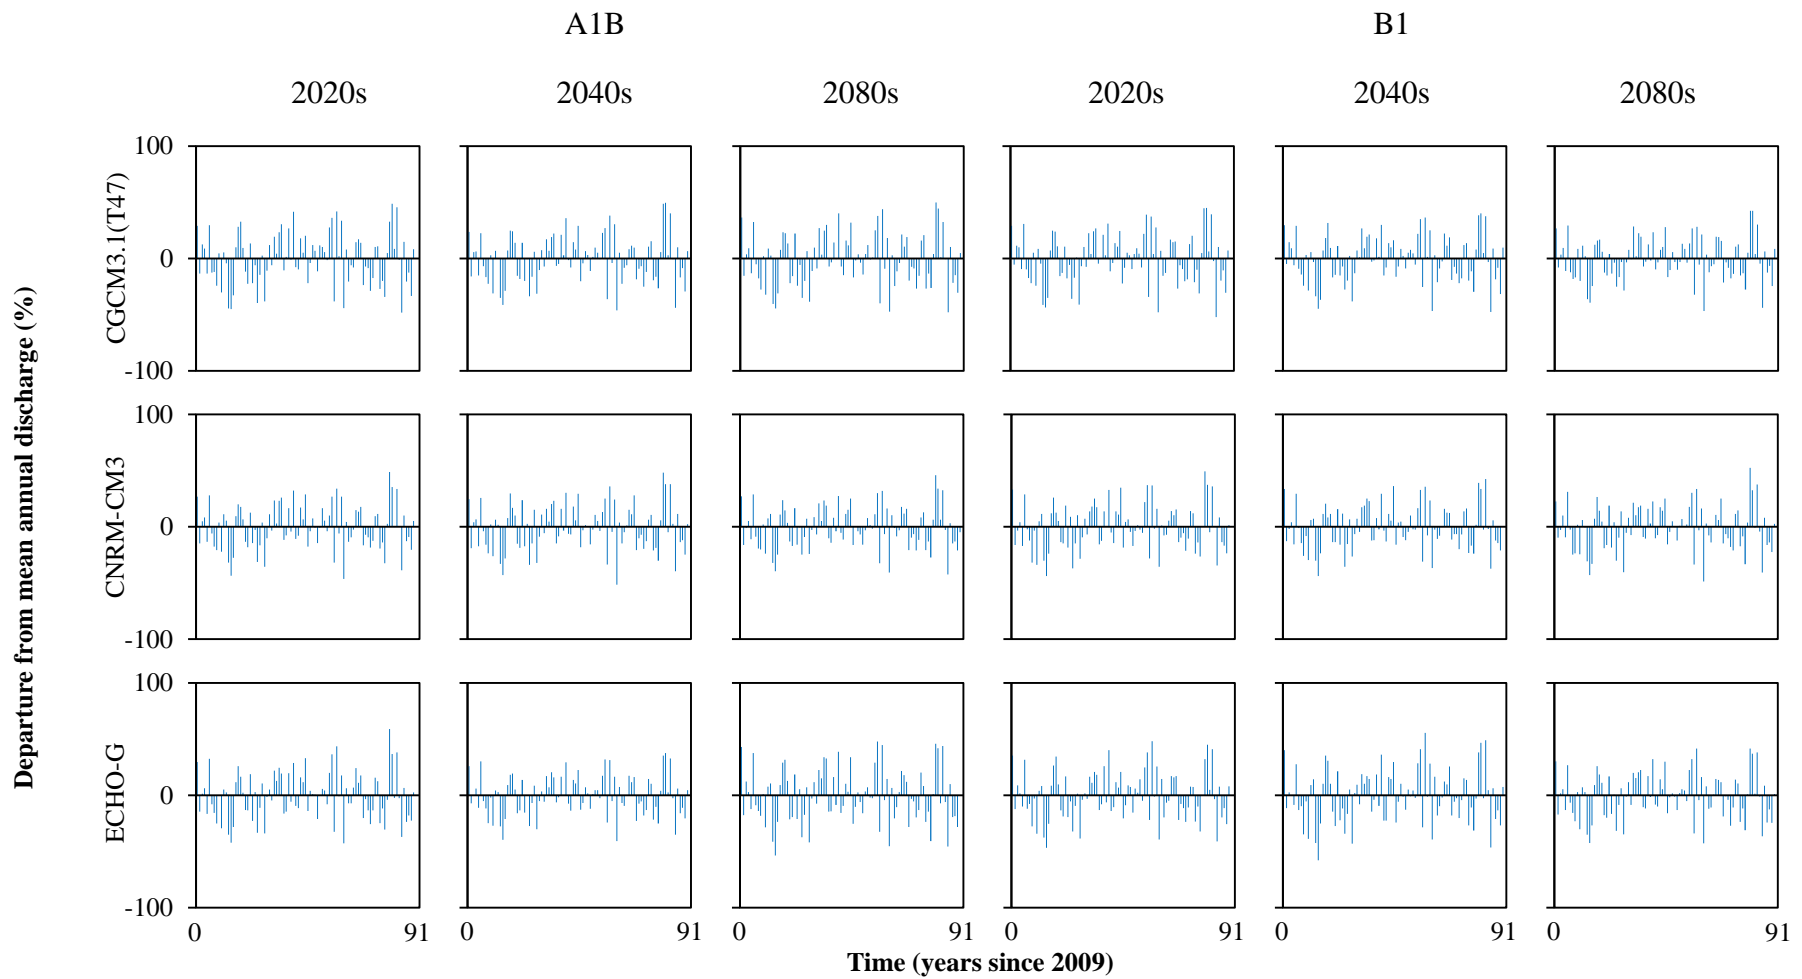 A1B B1
2020s 2040s 2080s 2020s 2040s 2080s
Departure from mean annual discharge (%)
CGCM3.1(T47)
100
0
-100
CNRM-CM3
100
0
-100
ECHO-G
100
0
-100
0 91 0 91 0 91 0 91 0 91 0 91
Time (years since 2009)